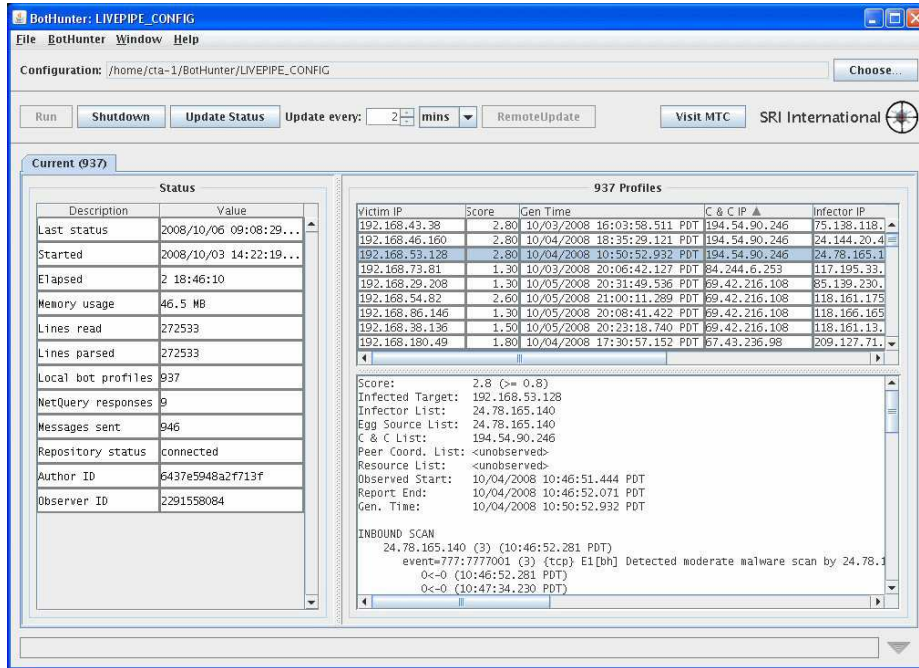 BotHunter: LIVEPIPE_CONFIG
File BotHunter Window Help
Configuration: /home/cta-1/BotHunter/LIVEPIPE_CONFIG Choose...
Run Shutdown Update Status Update every: 2 mins RemoteUpdate Visit MTC SRI International
Current (937)
Status
Description Value
Last status 2008/10/06 09:08:29...
Started 2008/10/03 14:22:19...
Elapsed 2 18:46:10
Memory usage 46.5 MB
Lines read 272533
Lines parsed 272533
Local bot profiles 937
NetQuery responses 9
Messages sent 946
Repository status connected
Author ID 6437e5948a2f713f
Observer ID 2291558084
937 Profiles
Victim IP Score Gen Time C & C IP ▲ Infector IP
192.168.43.38 2.80 10/03/2008 16:03:58.511 PDT 194.54.90.246 75.138.118.
192.168.46.160 2.80 10/04/2008 18:35:29.121 PDT 194.54.90.246 24.144.20.4
192.168.53.128 2.80 10/04/2008 10:50:52.932 PDT 194.54.90.246 24.78.165.1
192.168.73.81 1.30 10/03/2008 20:06:42.127 PDT 84.244.6.253 117.195.33.
192.168.29.208 1.30 10/05/2008 20:31:49.536 PDT 69.42.216.108 85.139.230.
192.168.54.82 2.60 10/05/2008 21:00:11.289 PDT 69.42.216.108 118.161.175
192.168.86.146 1.30 10/05/2008 20:08:41.422 PDT 69.42.216.108 118.166.165
192.168.38.136 1.50 10/05/2008 20:23:18.740 PDT 69.42.216.108 118.161.13.
192.168.180.49 1.80 10/04/2008 17:30:57.152 PDT 67.43.236.98 209.127.71.
Score: 2.8 (>= 0.8)
Infected Target: 192.168.53.128
Infector List: 24.78.165.140
Egg Source List: 24.78.165.140
C & C List: 194.54.90.246
Peer Coord. List: <unobserved>
Resource List: <unobserved>
Observed Start: 10/04/2008 10:46:51.444 PDT
Report End: 10/04/2008 10:46:52.071 PDT
Gen. Time: 10/04/2008 10:50:52.932 PDT
INBOUND SCAN
24.78.165.140 (3) (10:46:52.281 PDT)
event=777:7777001 (3) {tcp} E1[bh] Detected moderate malware scan by 24.78.1
0<-0 (10:46:52.281 PDT)
0<-0 (10:47:34.230 PDT)